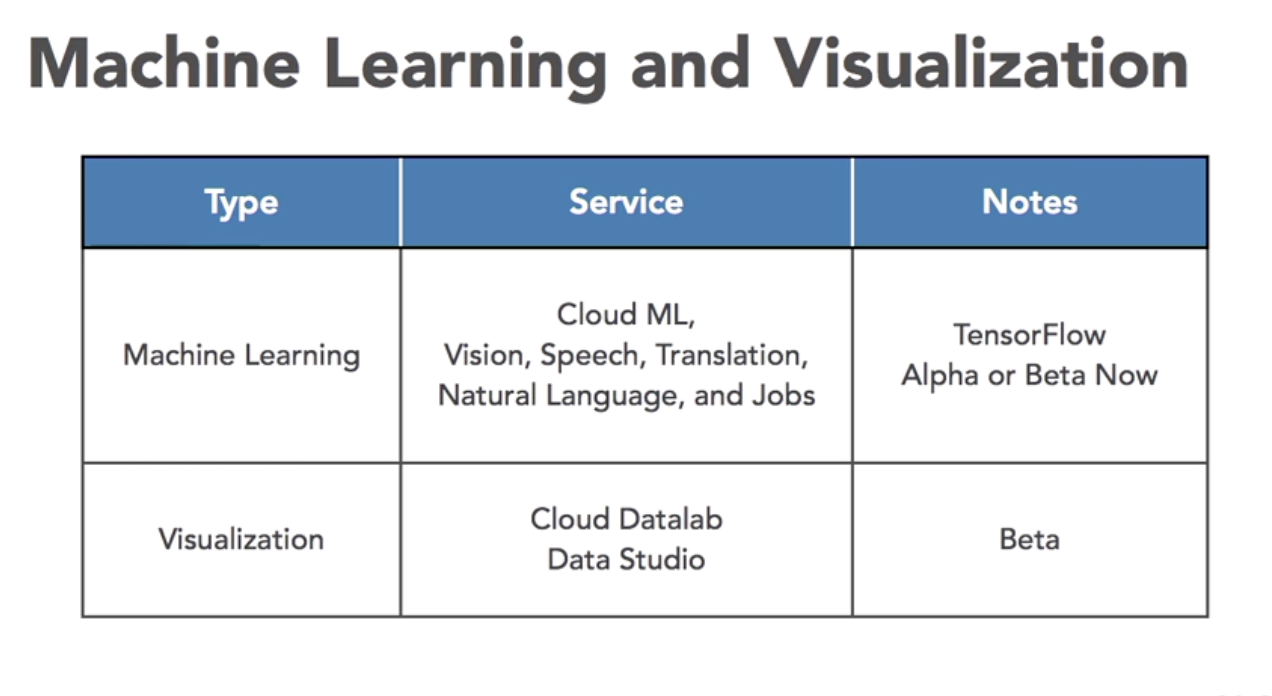 Machine Learning and Visualization
Type
Service
Notes
Machine Learning
Cloud ML,
Vision, Speech, Translation,
Natural Language, and Jobs
TensorFlow
Alpha or Beta Now
Visualization
Cloud Datalab
Data Studio
Beta